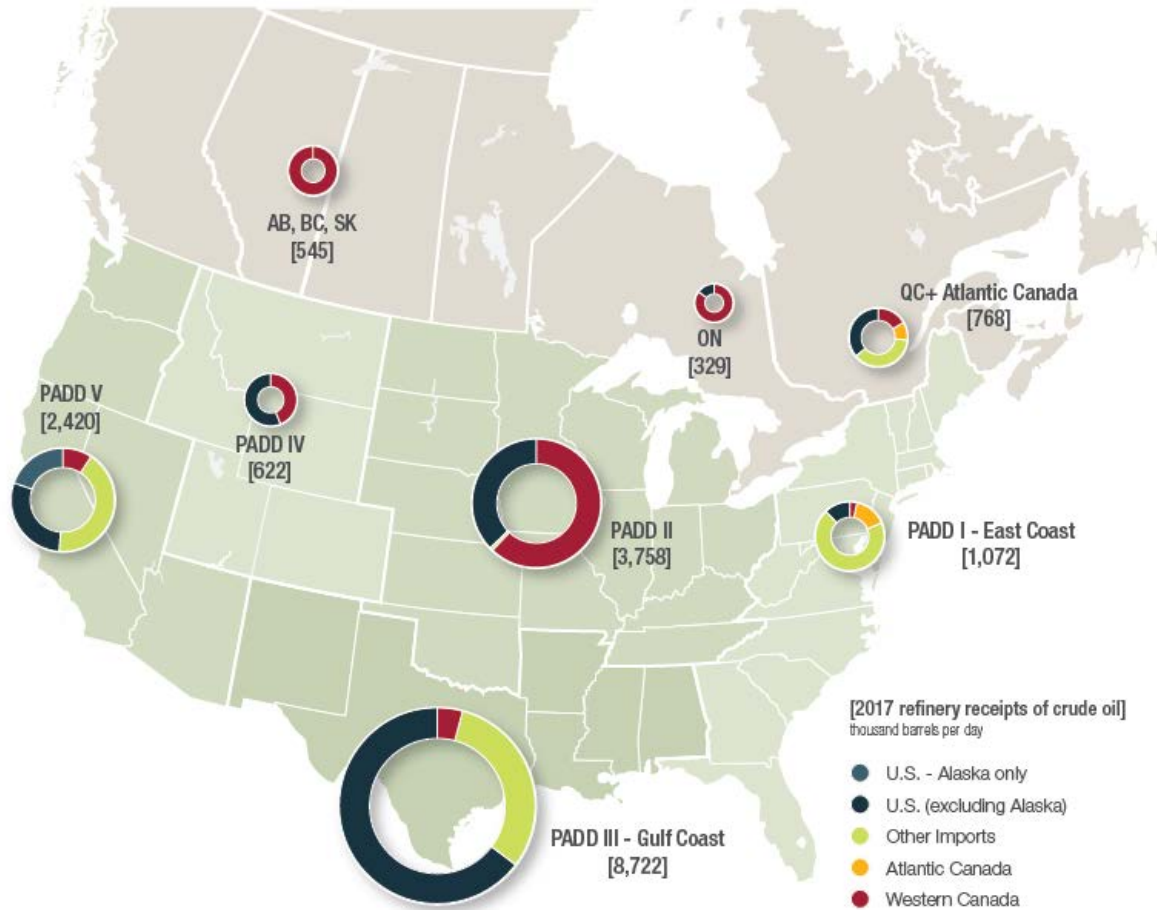 AB, BC, SK
[545]
ON
[329]
QC+ Atlantic Canada
[768]
PADD V
[2,420]
PADD IV
[622]
PADD II
[3,758]
PADD I - East Coast
[1,072]
PADD III - Gulf Coast
[8,722]
[2017 refinery receipts of crude oil]
thousand barrels per day
U.S. - Alaska only
U.S. (excluding Alaska)
Other Imports
Atlantic Canada
Western Canada